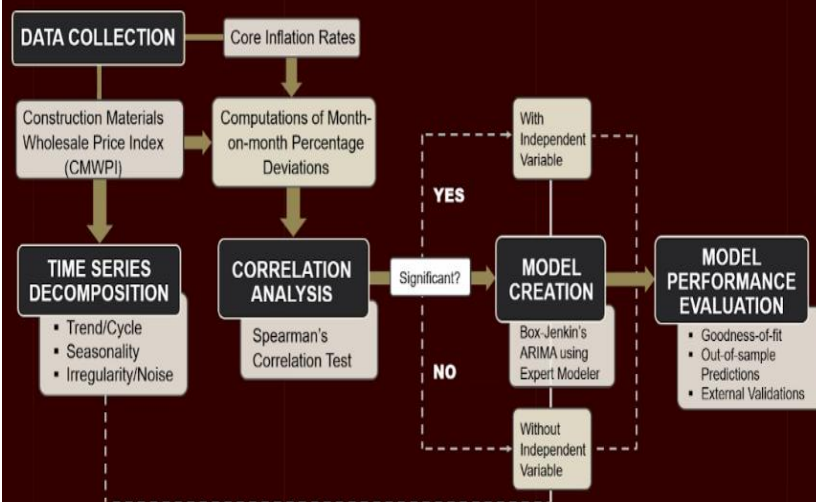 DATA COLLECTION
Core Inflation Rates
Construction Materials
Wholesale Price Index
(CMWPI)
Computations of Month-
on-month Percentage
Deviations
With
Independent
Variable
YES
TIME SERIES
DECOMPOSITION
▪ Trend/Cycle
▪ Seasonality
▪ Irregularity/Noise
CORRELATION
ANALYSIS
Spearman's
Correlation Test
Significant?
MODEL
CREATION
Box-Jenkin's
ARIMA using
Expert Modeler
MODEL
PERFORMANCE
EVALUATION
▪ Goodness-of-fit
▪ Out-of-sample
Predictions
▪ External Validations
NO
Without
Independent
Variable